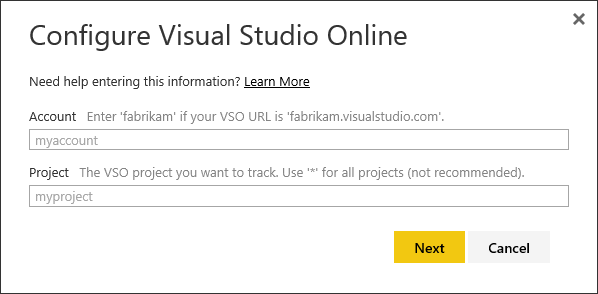 Configure Visual Studio Online
Need help entering this information? Learn More
Account Enter 'fabrikam' if your VSO URL is 'fabrikam.visualstudio.com'.
myaccount
Project The VSO project you want to track. Use '*' for all projects (not recommended).
myproject
Next Cancel